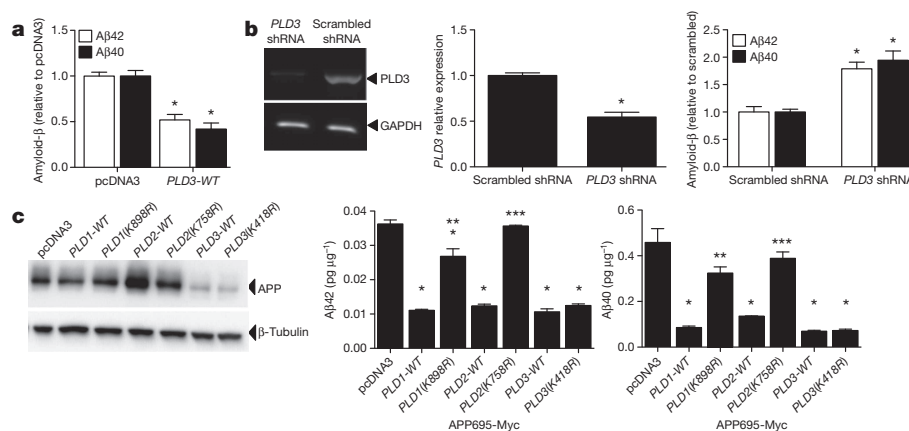 a
Amyloid-β (relative to pcDNA3)
1.5
1.0
0.5
0.0
Aβ42
Aβ40
*
*
pcDNA3
PLD3-WT
b
PLD3
shRNA
Scrambled
shRNA
PLD3
GAPDH
PLD3 relative expression
1.5
1.0
0.5
0.0
*
Scrambled shRNA
PLD3 shRNA
Amyloid-β (relative to scrambled)
2.5
2.0
1.5
1.0
0.5
0.0
Aβ42
Aβ40
*
*
Scrambled shRNA
PLD3 shRNA
c
pcDNA3
PLD1-WT
PLD1(K898R)
PLD2-WT
PLD2(K758R)
PLD3-WT
PLD3(K418R)
APP
β-Tubulin
Aβ42 (pg μg⁻¹)
0.04
0.03
0.02
0.01
0.00
*
**
*
*
***
*
*
pcDNA3
PLD1-WT
PLD1(K898R)
PLD2-WT
PLD2(K758R)
PLD3-WT
PLD3(K418R)
APP695-Myc
Aβ40 (pg μg⁻¹)
0.6
0.4
0.2
0.0
*
**
*
***
*
*
pcDNA3
PLD1-WT
PLD1(K898R)
PLD2-WT
PLD2(K758R)
PLD3-WT
PLD3(K418R)
APP695-Myc